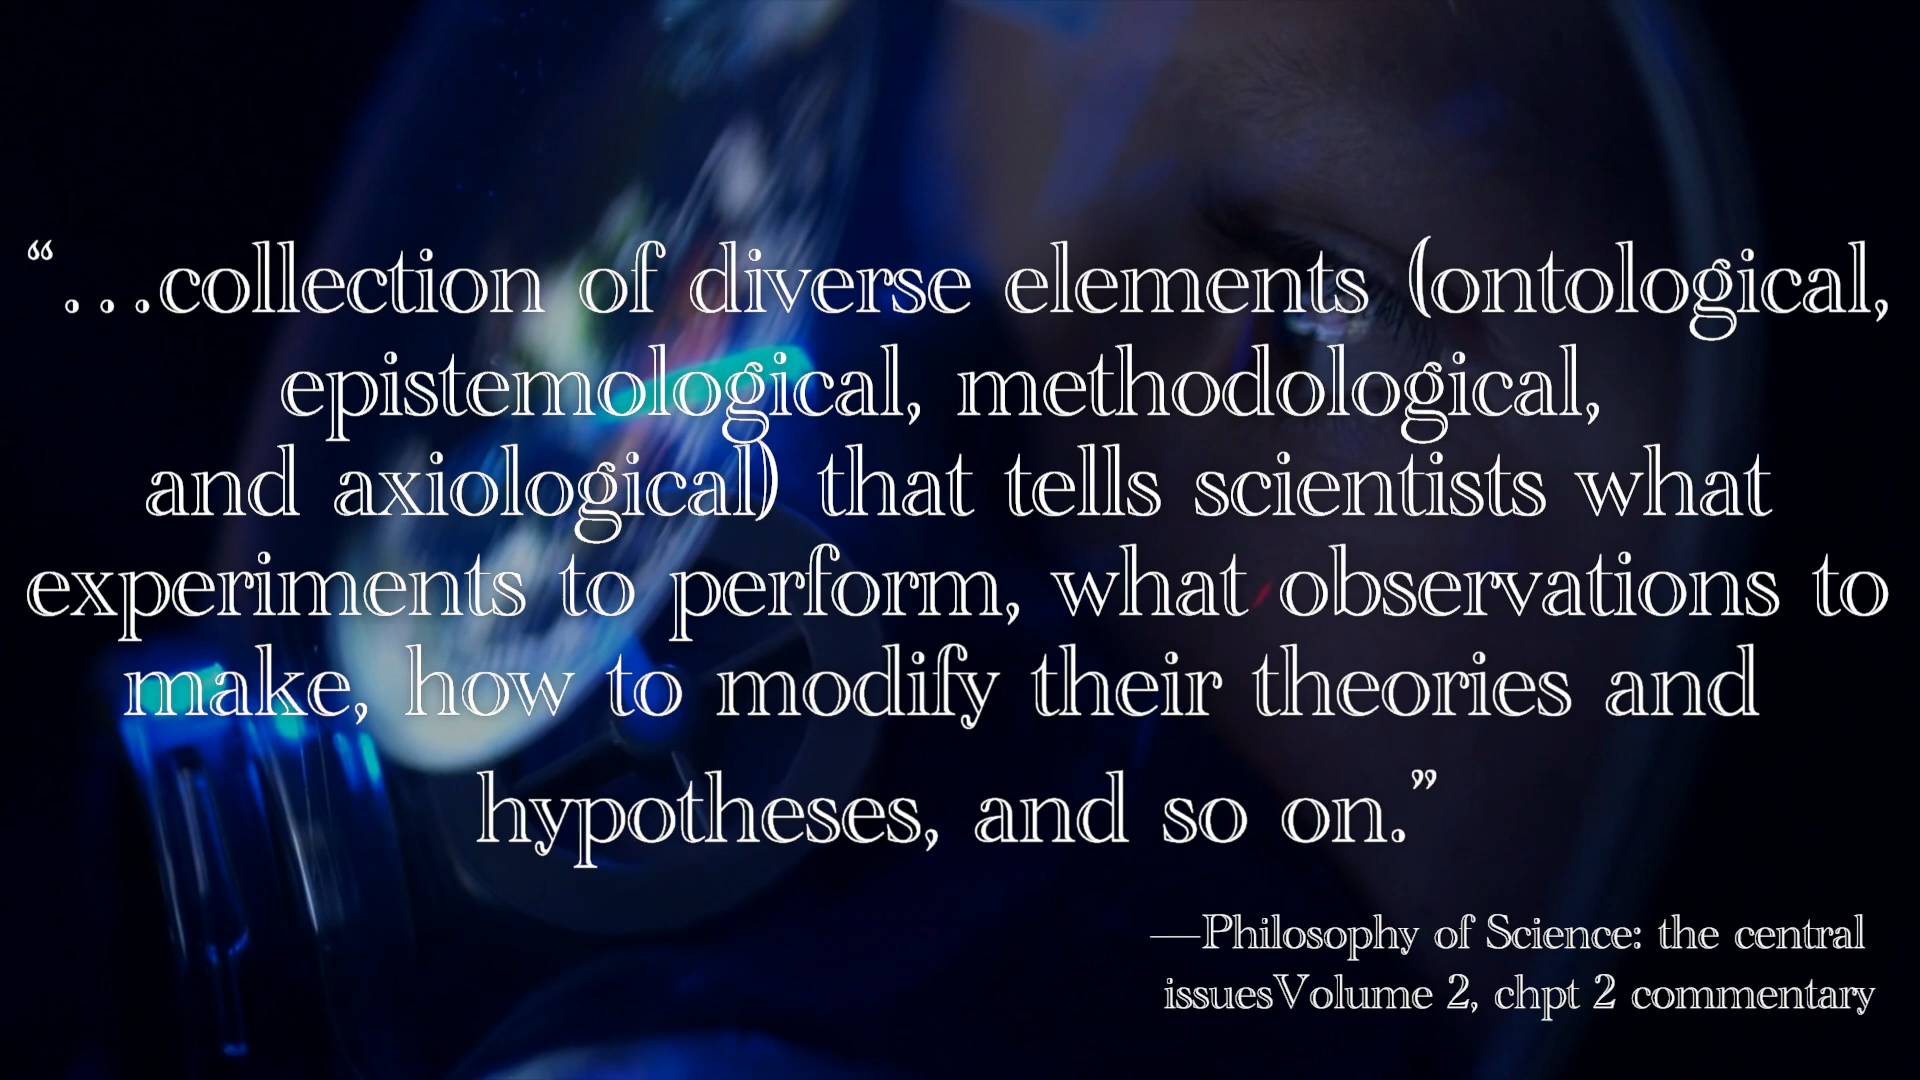 “…collection of diverse elements (ontological,
epistemological, methodological,
and axiological) that tells scientists what
experiments to perform, what observations to
make, how to modify their theories and
hypotheses, and so on.”
—Philosophy of Science: the central
issuesVolume 2, chpt 2 commentary